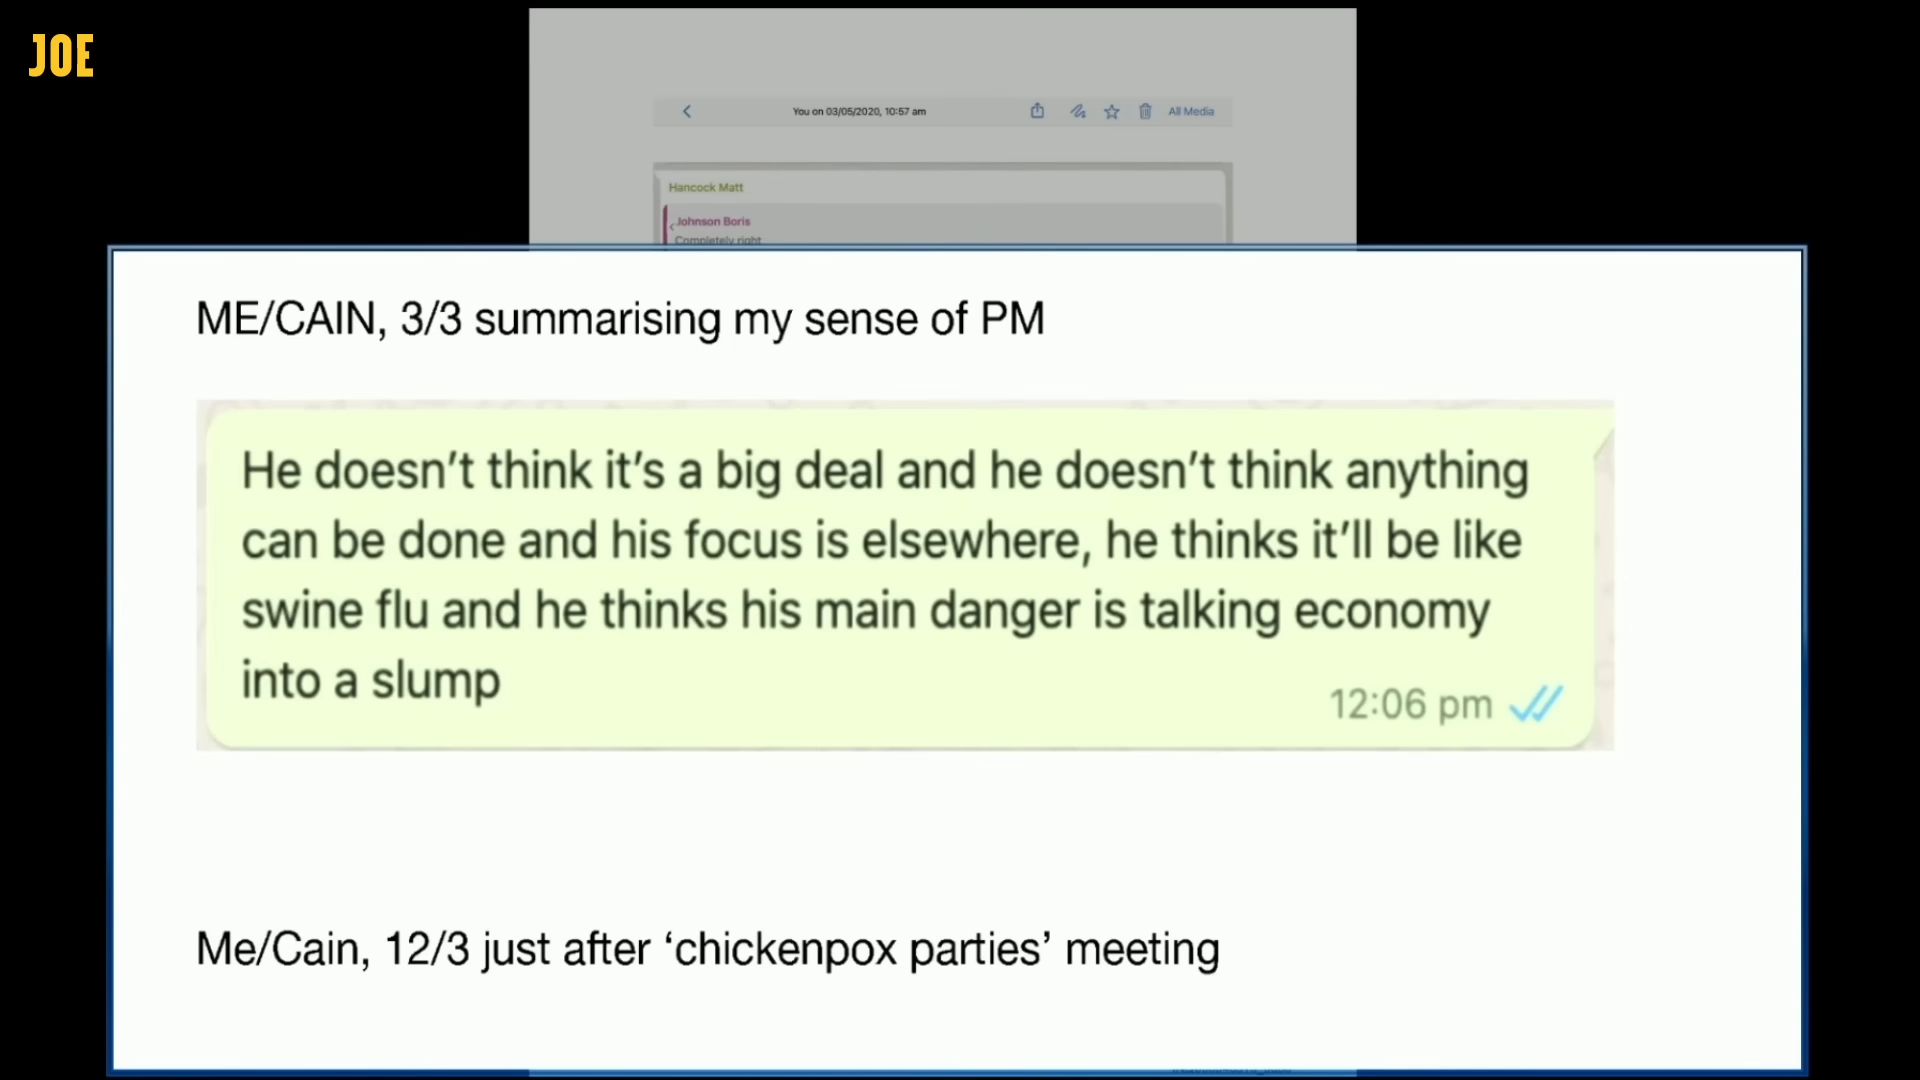 JOE
You on 03/05/2020, 10:57 am
All Media
Hancock Matt
Johnson Boris
Completely right
ME/CAIN, 3/3 summarising my sense of PM
He doesn’t think it’s a big deal and he doesn’t think anything
can be done and his focus is elsewhere, he thinks it’ll be like
swine flu and he thinks his main danger is talking economy
into a slump
12:06 pm
Me/Cain, 12/3 just after ‘chickenpox parties’ meeting